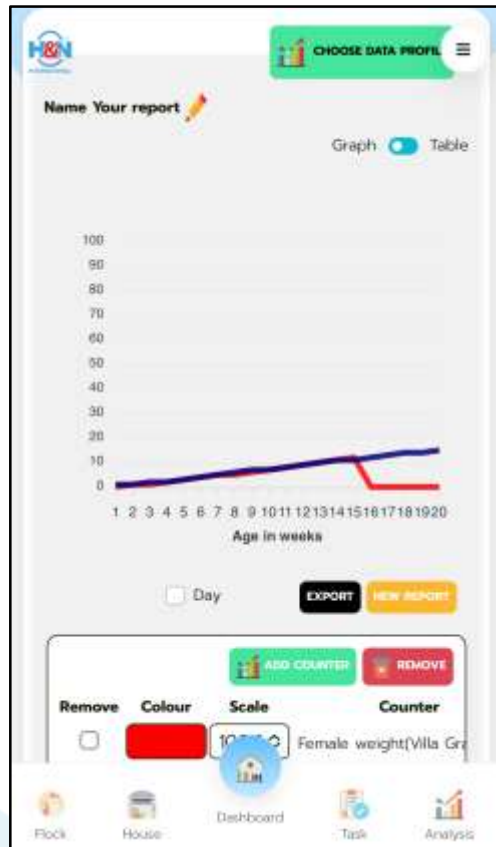 H&N
CHOOSE DATA PROFIL
Name Your report
Graph Table
100
90
80
70
60
50
40
30
20
10
0
1 2 3 4 5 6 7 8 9 10 11 12 13 14 15 16 17 18 19 20
Age in weeks
Day EXPORT NEW REPORT
ADD COUNTER REMOVE
Remove Colour Scale Counter
Female weight(Villa Gra
Flock House Dashboard Task Analysis